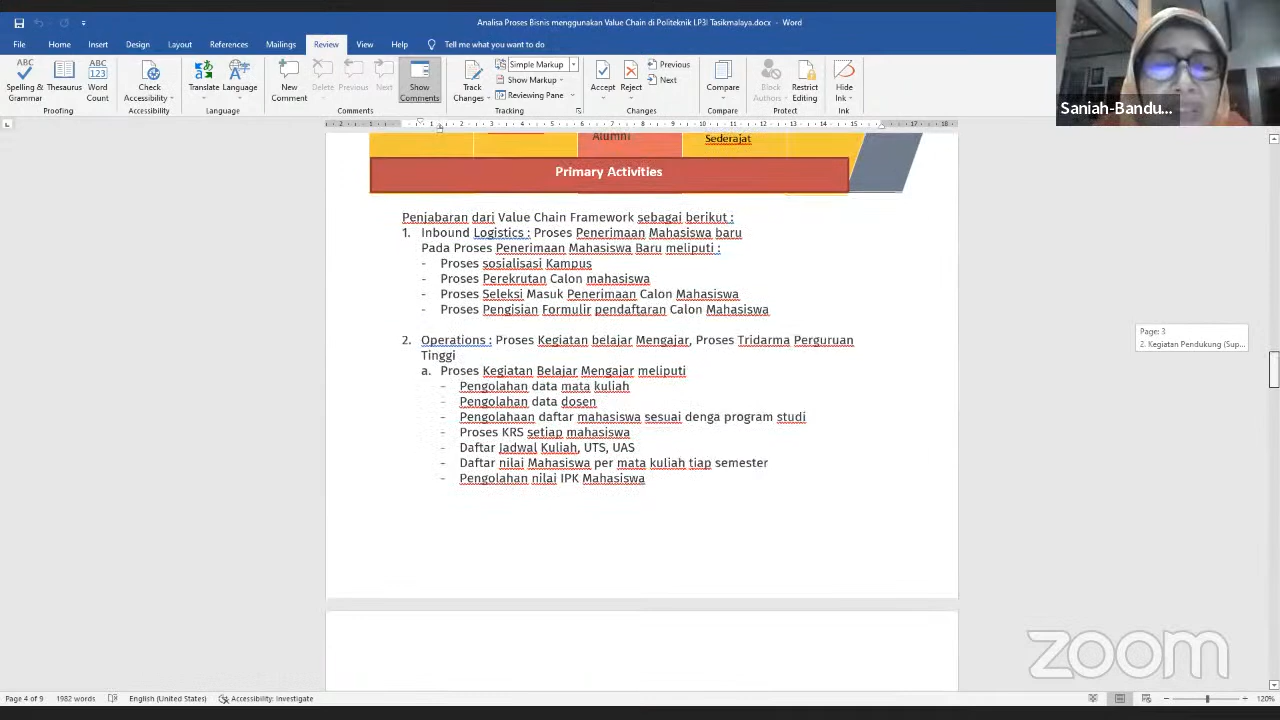 Analisa Proses Bisnis menggunakan Value Chain di Politeknik LP3I Tasikmalaya.docx - Word
File Home Insert Design Layout References Mailings Review View Help Tell me what you want to do
Spelling & Grammar
Thesaurus
Word Count
Proofing
Check Accessibility
Accessibility
Translate
Language
Language
New Comment
Delete
Previous
Next
Show Comments
Comments
Track Changes
Simple Markup
Show Markup
Reviewing Pane
Tracking
Accept
Reject
Previous
Next
Changes
Compare
Compare
Block Authors
Restrict Editing
Protect
Hide Ink
Ink
Saniah-Bandu...
Alumni
Sederajat
Primary Activities
Penjabaran dari Value Chain Framework sebagai berikut :
1. Inbound Logistics : Proses Penerimaan Mahasiswa baru
Pada Proses Penerimaan Mahasiswa Baru meliputi :
- Proses sosialisasi Kampus
- Proses Perekrutan Calon mahasiswa
- Proses Seleksi Masuk Penerimaan Calon Mahasiswa
- Proses Pengisian Formulir pendaftaran Calon Mahasiswa
2. Operations : Proses Kegiatan belajar Mengajar, Proses Tridarma Perguruan
Tinggi
a. Proses Kegiatan Belajar Mengajar meliputi
- Pengolahan data mata kuliah
- Pengolahan data dosen
- Pengolahaan daftar mahasiswa sesuai denga program studi
- Proses KRS setiap mahasiswa
- Daftar Jadwal Kuliah, UTS, UAS
- Daftar nilai Mahasiswa per mata kuliah tiap semester
- Pengolahan nilai IPK Mahasiswa
Page: 3
2. Kegiatan Pendukung (Sup...
zoom
Page 4 of 9 1982 words English (United States) Accessibility: Investigate 120%